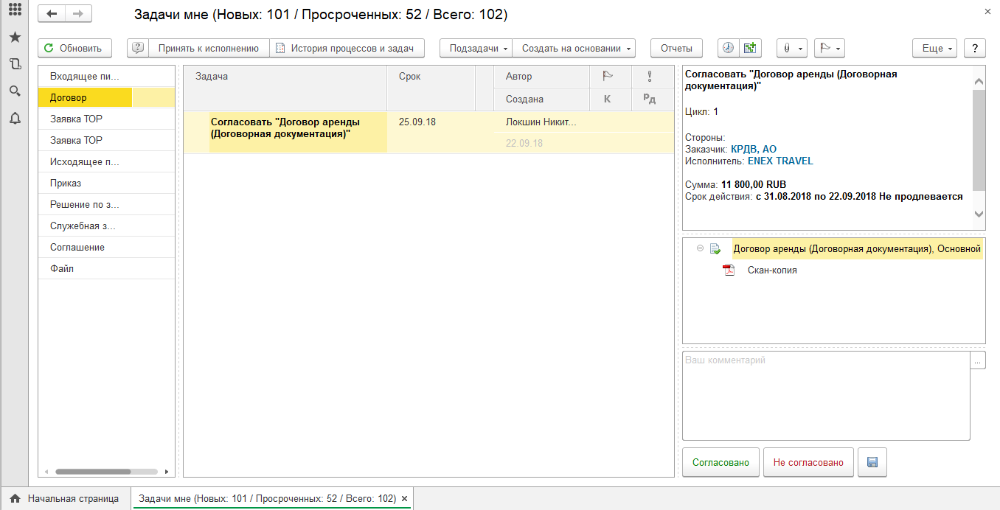 Задачи мне (Новых: 101 / Просроченных: 52 / Всего: 102)
Обновить
Принять к исполнению
История процессов и задач
Подзадачи
Создать на основании
Отчеты
Еще
?
Входящее пи...
Договор
Заявка ТОР
Заявка ТОР
Исходящее п...
Приказ
Решение по з...
Служебная з...
Соглашение
Файл
Задача
Срок
Автор
Создана
К
Рд
Согласовать "Договор аренды
(Договорная документация)"
25.09.18
Локшин Никит...
22.09.18
Согласовать "Договор аренды (Договорная
документация)"
Цикл: 1
Стороны:
Заказчик: КРДВ, АО
Исполнитель: ENEX TRAVEL
Сумма: 11 800,00 RUB
Срок действия: с 31.08.2018 по 22.09.2018 Не продлевается
Договор аренды (Договорная документация), Основной
Скан-копия
Ваш комментарий
...
Согласовано
Не согласовано
Начальная страница
Задачи мне (Новых: 101 / Просроченных: 52 / Всего: 102)